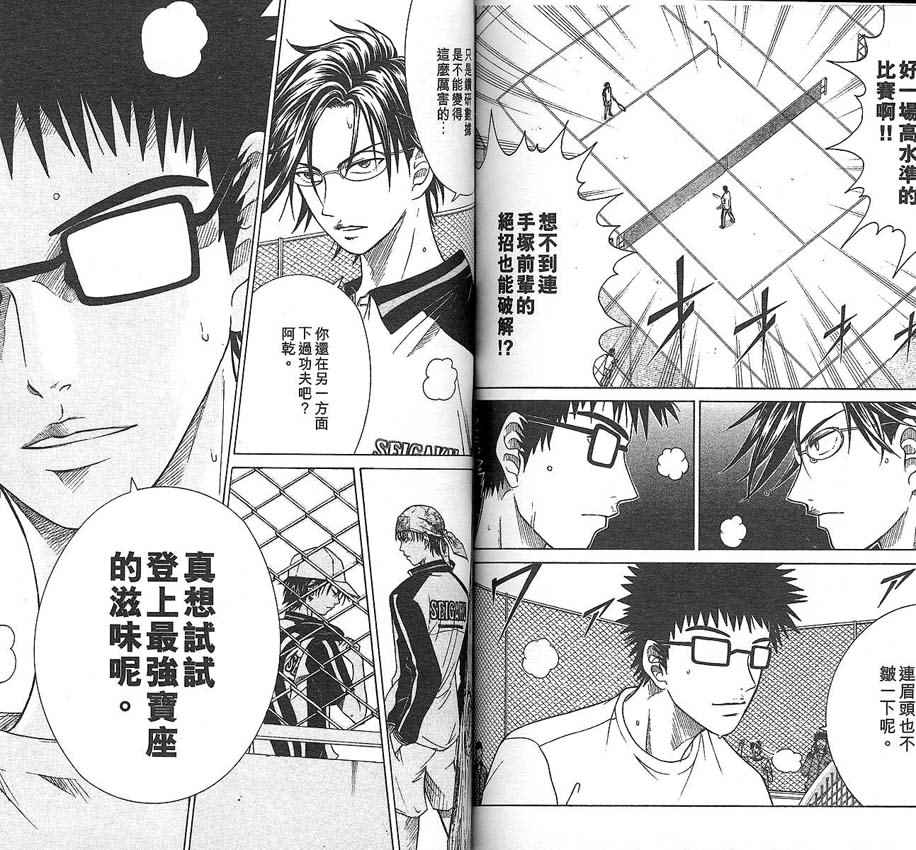 好一場高水準的
比賽啊!!
想不到連
手塚前輩的
絕招也能破解!?
連眉頭也不
皺一下呢。
只是鑽研數據
是不能變得
這麼厲害的…
你還在另一方面
下過功夫吧？
阿乾。
SEIGAKU
SEIGAKU
真想試試
登上最強寶座
的滋味呢。